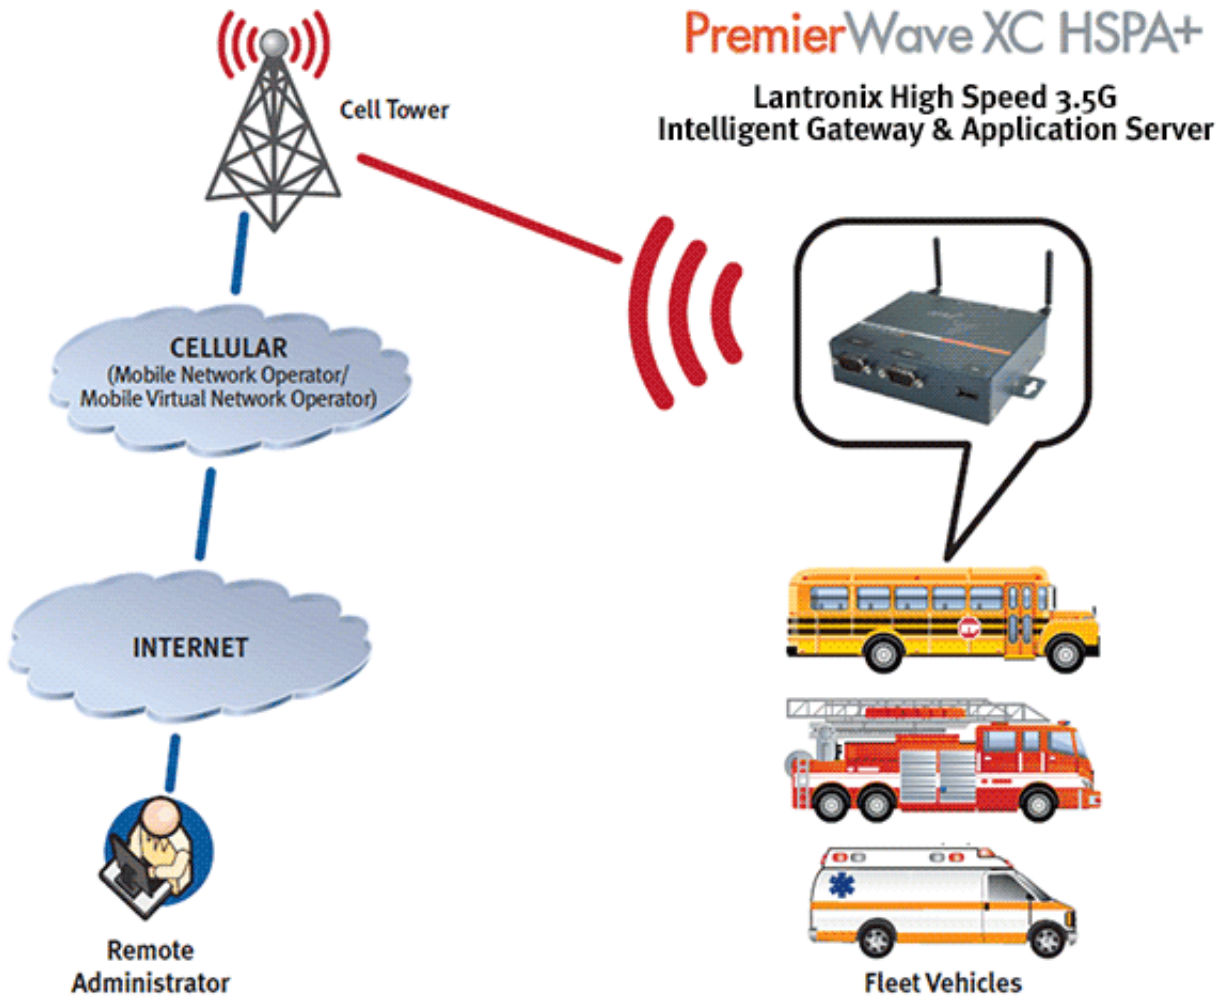 PremierWave XC HSPA+
Lantronix High Speed 3.5G
Intelligent Gateway & Application Server
Cell Tower
CELLULAR
(Mobile Network Operator/
Mobile Virtual Network Operator)
INTERNET
Remote
Administrator
Fleet Vehicles